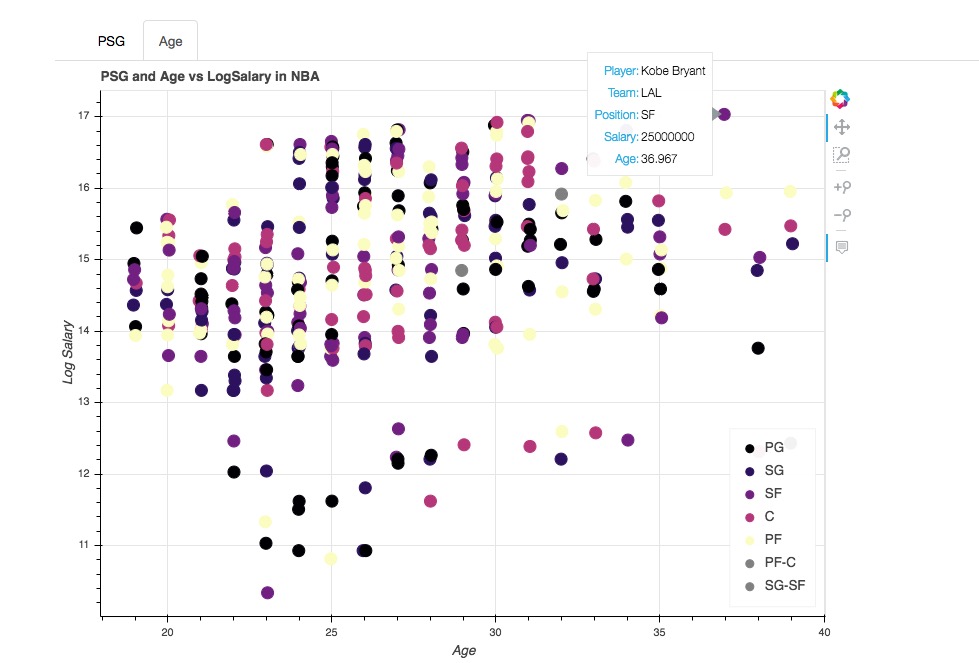 PSG Age
PSG and Age vs LogSalary in NBA
Player: Kobe Bryant
Team: LAL
Position: SF
Salary: 25000000
Age: 36.967
17
16
15
14
13
12
11
Log Salary
PG
SG
SF
C
PF
PF-C
SG-SF
20 25 30 35 40
Age